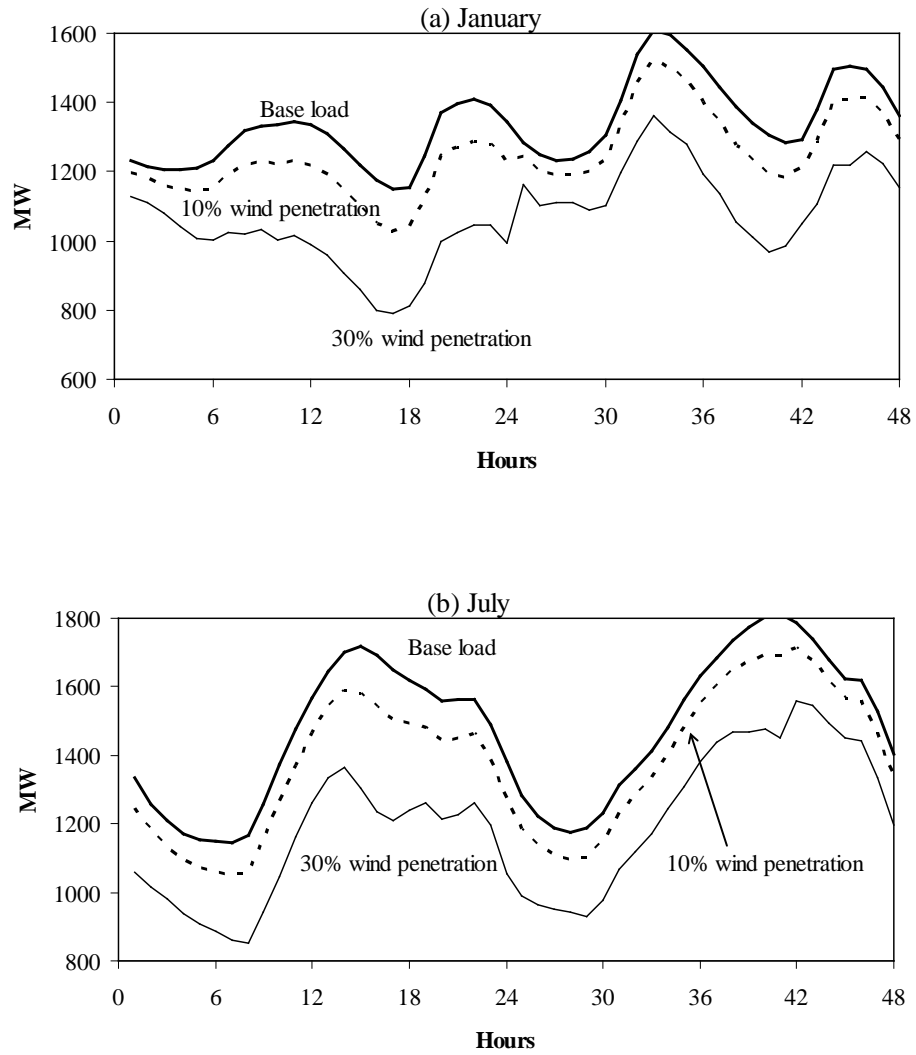 (a) January
1600
1400
1200
1000
800
600
MW
Base load
10% wind penetration
30% wind penetration
0 6 12 18 24 30 36 42 48
Hours
(b) July
1800
1600
1400
1200
1000
800
MW
Base load
30% wind penetration
10% wind penetration
0 6 12 18 24 30 36 42 48
Hours